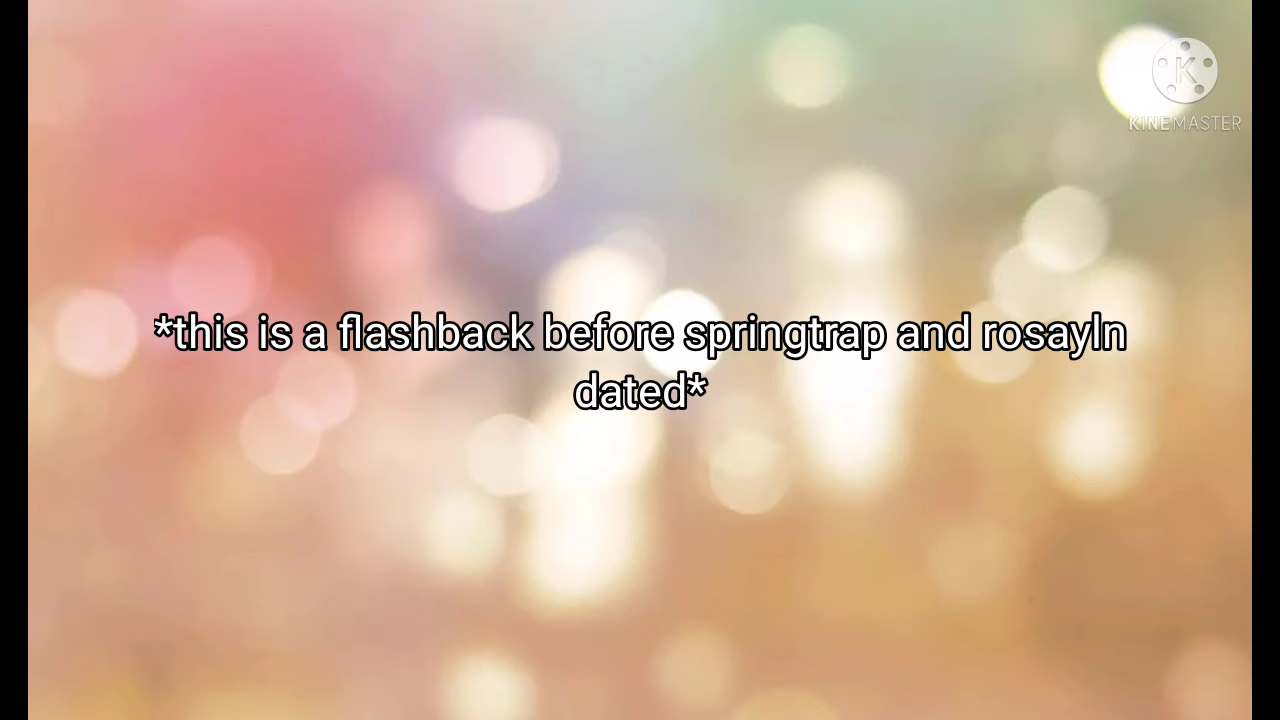 K
KINEMASTER
*this is a flashback before springtrap and rosayln
dated*